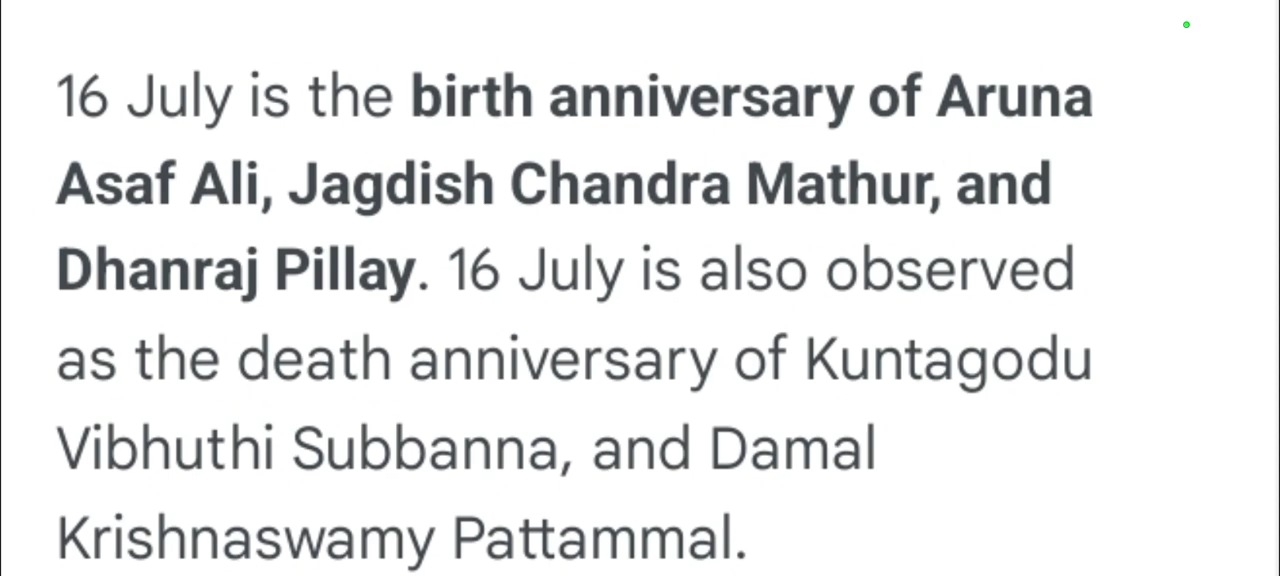 16 July is the birth anniversary of Aruna
Asaf Ali, Jagdish Chandra Mathur, and
Dhanraj Pillay. 16 July is also observed
as the death anniversary of Kuntagodu
Vibhuthi Subbanna, and Damal
Krishnaswamy Pattammal.